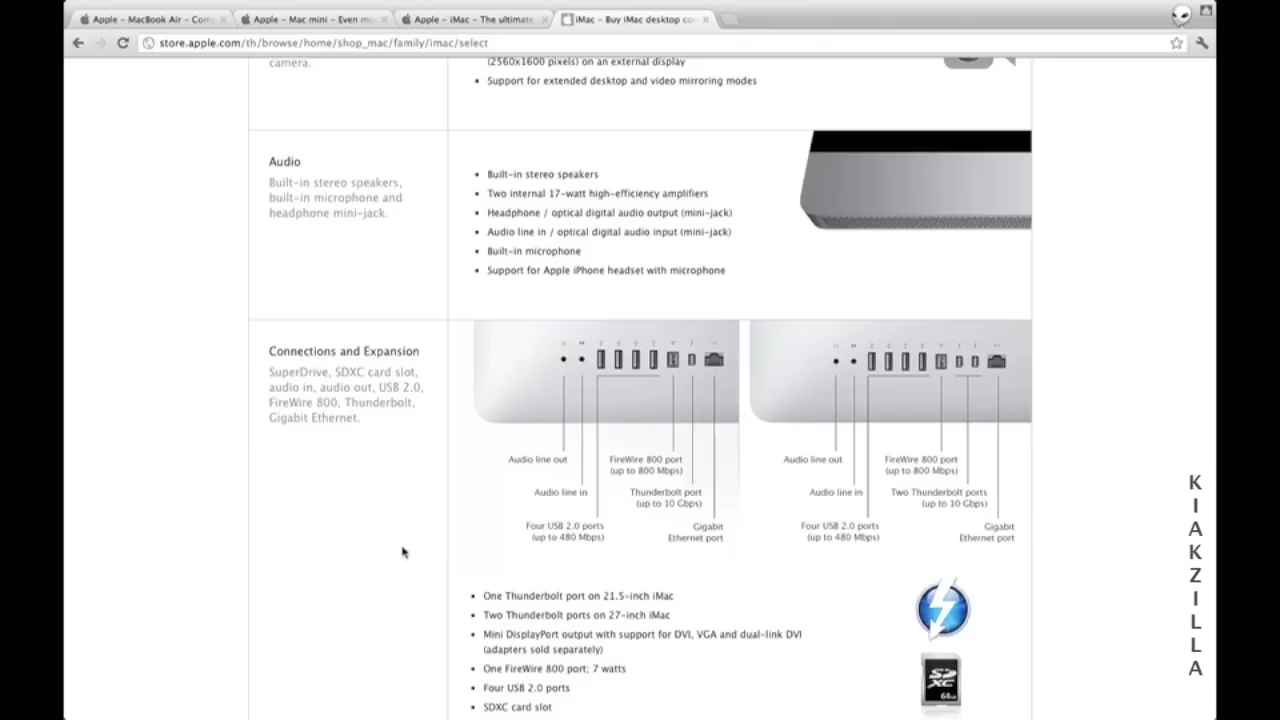 Apple - MacBook Air - Com
Apple - Mac mini - Even mo
Apple - iMac - The ultimate
iMac - Buy iMac desktop co
store.apple.com/th/browse/home/shop_mac/family/imac/select
camera.
(2560x1600 pixels) on an external display
Support for extended desktop and video mirroring modes
Audio
Built-in stereo speakers,
built-in microphone and
headphone mini-jack.
Built-in stereo speakers
Two internal 17-watt high-efficiency amplifiers
Headphone / optical digital audio output (mini-jack)
Audio line in / optical digital audio input (mini-jack)
Built-in microphone
Support for Apple iPhone headset with microphone
Connections and Expansion
SuperDrive, SDXC card slot,
audio in, audio out, USB 2.0,
FireWire 800, Thunderbolt,
Gigabit Ethernet.
Audio line out
FireWire 800 port
(up to 800 Mbps)
Audio line in
Thunderbolt port
(up to 10 Gbps)
Four USB 2.0 ports
(up to 480 Mbps)
Gigabit
Ethernet port
Audio line out
FireWire 800 port
(up to 800 Mbps)
Audio line in
Two Thunderbolt ports
(up to 10 Gbps)
Four USB 2.0 ports
(up to 480 Mbps)
Gigabit
Ethernet port
One Thunderbolt port on 21.5-inch iMac
Two Thunderbolt ports on 27-inch iMac
Mini DisplayPort output with support for DVI, VGA and dual-link DVI
(adapters sold separately)
One FireWire 800 port; 7 watts
Four USB 2.0 ports
SDXC card slot
SD
XC
64GB
KIAKZILLA